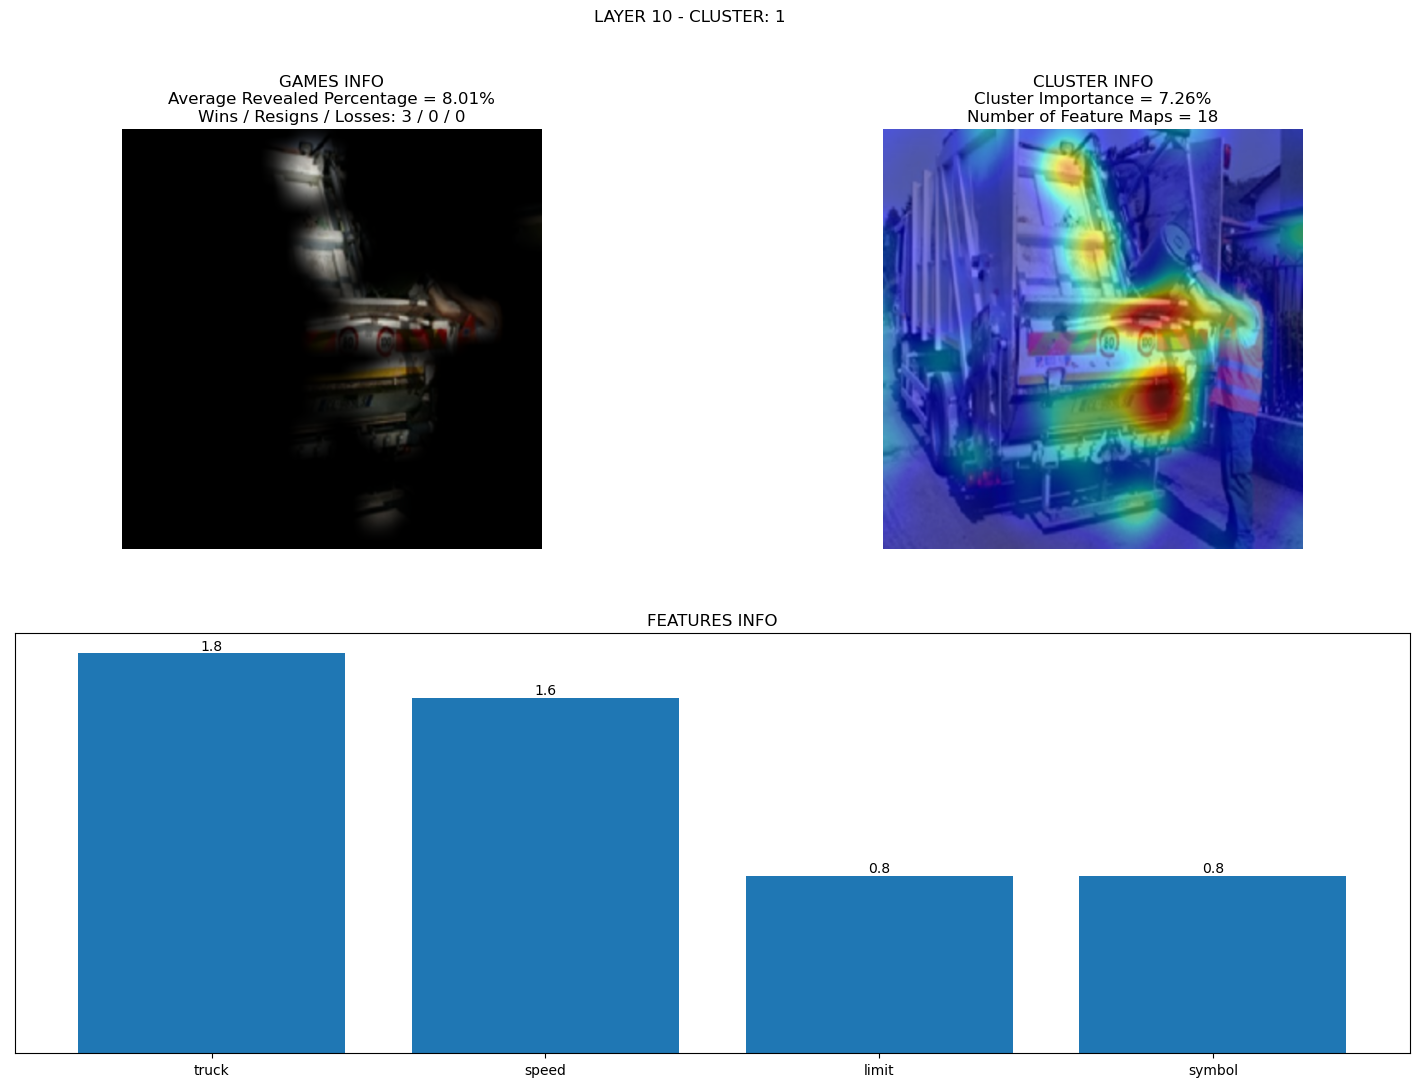 LAYER 10 - CLUSTER: 1
GAMES INFO
Average Revealed Percentage = 8.01%
Wins / Resigns / Losses: 3 / 0 / 0
CLUSTER INFO
Cluster Importance = 7.26%
Number of Feature Maps = 18
FEATURES INFO
1.8
1.6
0.8
0.8
truck
speed
limit
symbol